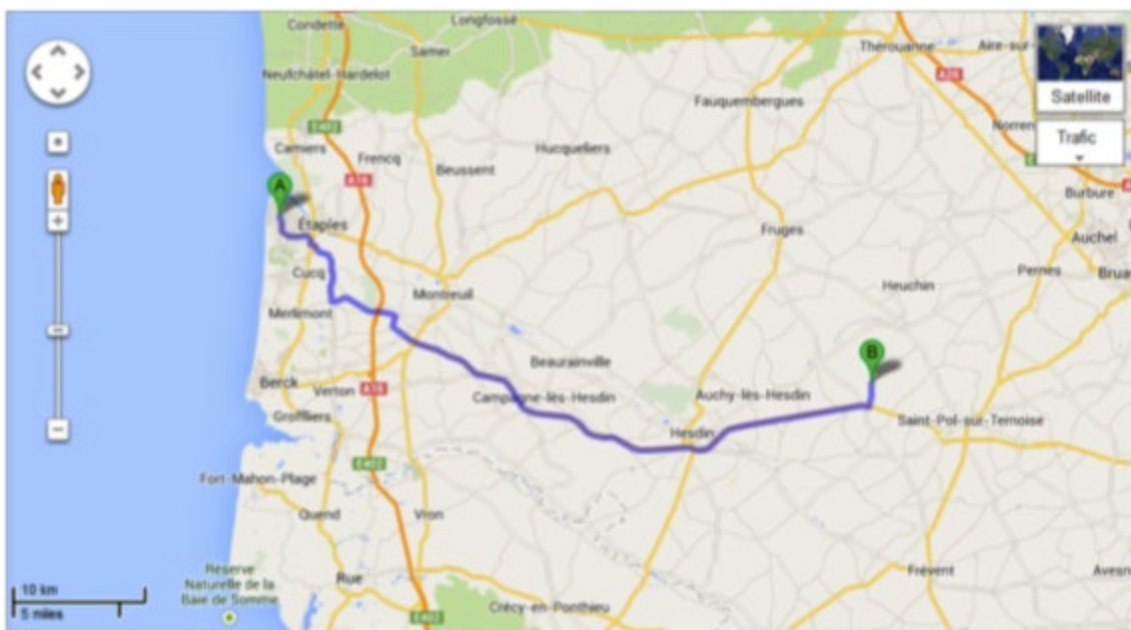 Condette
Longfossé
Samer
Thérouanne
Aire-sur-
A26
Satellite
Neufchâtel-Hardelot
Fauquembergues
Norren
Trafic
E402
Camiers
Frencq
Hucqueliers
Beussent
A16
A
Burbure
Étaples
Fruges
Auchel
Cucq
Pernes
Brua
Montreuil
Heuchin
Merlimont
B
Beaurainville
Berck
Verton
A16
Campagne-lès-Hesdin
Auchy-lès-Hesdin
Groffliers
Saint-Pol-sur-Ternoise
Hesdin
E402
Fort-Mahon-Plage
Quend
Vron
Réserve
Naturelle de la
Baie de Somme
Rue
Frévent
Avesn
10 km
5 miles
Crécy-en-Ponthieu
E402